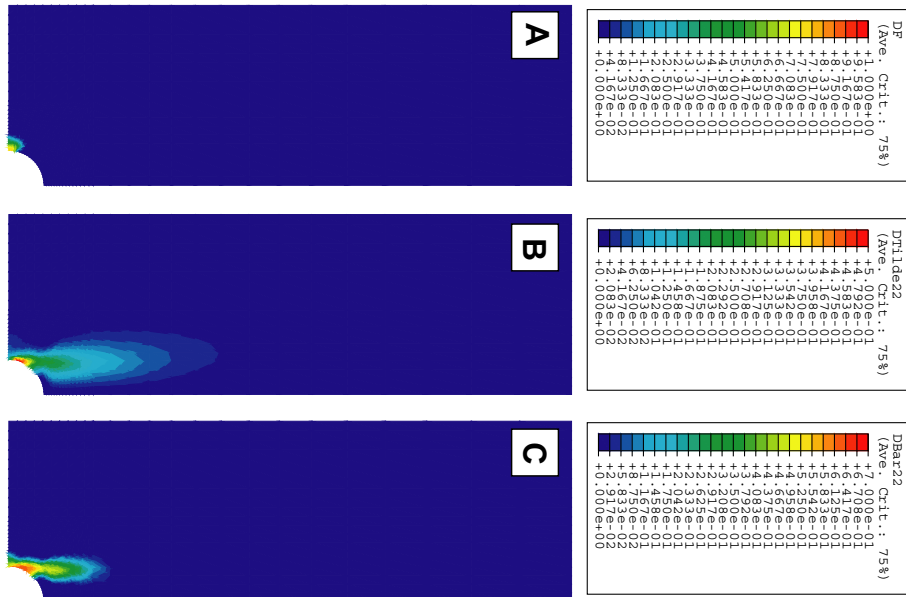 DF
(Ave. Crit.: 75%)
+1.000e+00
+9.583e-01
+9.167e-01
+8.750e-01
+8.333e-01
+7.917e-01
+7.500e-01
+7.083e-01
+6.667e-01
+6.250e-01
+5.833e-01
+5.417e-01
+5.000e-01
+4.583e-01
+4.167e-01
+3.750e-01
+3.333e-01
+2.917e-01
+2.500e-01
+2.083e-01
+1.667e-01
+1.250e-01
+8.333e-02
+4.167e-02
+0.000e+00
A
DTilde22
(Ave. Crit.: 75%)
+5.000e-01
+4.792e-01
+4.583e-01
+4.375e-01
+4.167e-01
+3.958e-01
+3.750e-01
+3.542e-01
+3.333e-01
+3.125e-01
+2.917e-01
+2.708e-01
+2.500e-01
+2.292e-01
+2.083e-01
+1.875e-01
+1.667e-01
+1.458e-01
+1.250e-01
+1.042e-01
+8.333e-02
+6.250e-02
+4.167e-02
+2.083e-02
+0.000e+00
B
DBar22
(Ave. Crit.: 75%)
+7.000e-01
+6.708e-01
+6.417e-01
+6.125e-01
+5.833e-01
+5.542e-01
+5.250e-01
+4.958e-01
+4.667e-01
+4.375e-01
+4.083e-01
+3.792e-01
+3.500e-01
+3.208e-01
+2.917e-01
+2.625e-01
+2.333e-01
+2.042e-01
+1.750e-01
+1.458e-01
+1.167e-01
+8.750e-02
+5.833e-02
+2.917e-02
+0.000e+00
C